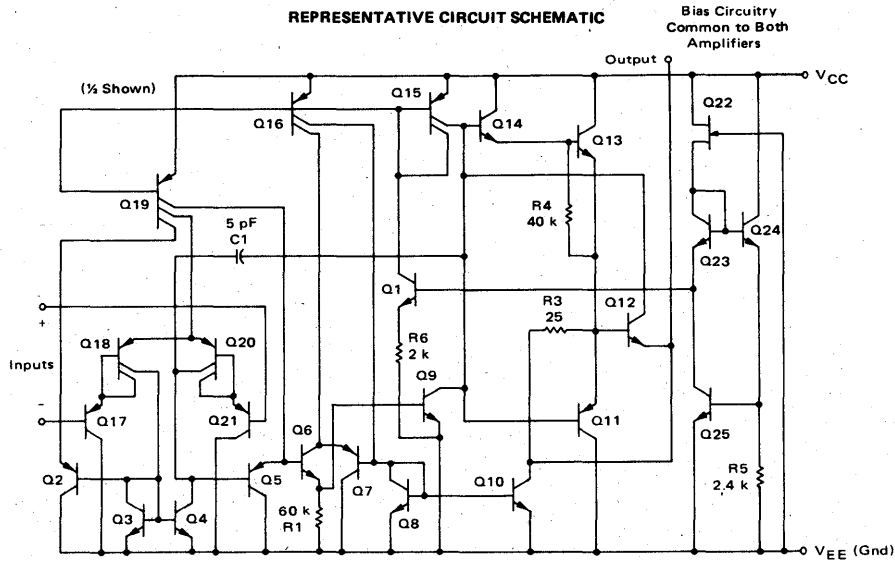 REPRESENTATIVE CIRCUIT SCHEMATIC
Bias Circuitry
Common to Both
Amplifiers
Output
VCC
(½ Shown)
Q15
Q16
Q14
Q13
Q22
Q19
R4
40 k
5 pF
C1
Q23
Q24
Q1
R3
25
Q12
+
R6
2 k
Q18
Q20
Inputs
Q9
–
Q17
Q21
Q11
Q25
Q6
Q2
Q5
Q7
Q10
R5
2.4 k
60 k
R1
Q3
Q4
Q8
VEE (Gnd)